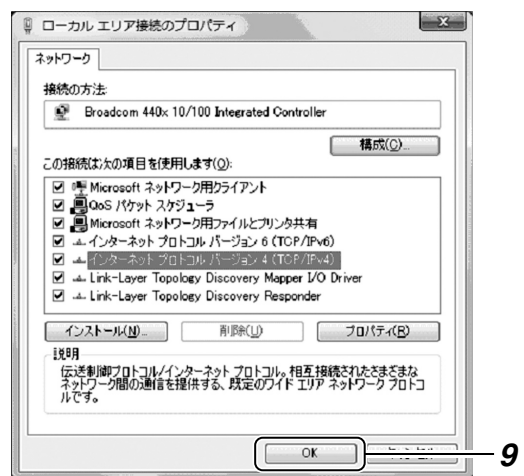 ローカル エリア接続のプロパティ
ネットワーク
接続の方法:
Broadcom 440x 10/100 Integrated Controller
構成(C)...
この接続は次の項目を使用します(O):
Microsoft ネットワーク用クライアント
QoS パケット スケジューラ
Microsoft ネットワーク用ファイルとプリンタ共有
インターネット プロトコル バージョン 6 (TCP/IPv6)
インターネット プロトコル バージョン 4 (TCP/IPv4)
Link-Layer Topology Discovery Mapper I/O Driver
Link-Layer Topology Discovery Responder
インストール(N)...
削除(U)
プロパティ(R)
説明
伝送制御プロトコル/インターネット プロトコル。相互接続されたさまざまな
ネットワーク間の通信を提供する、既定のワイド エリア ネットワーク プロトコ
ルです。
OK
9